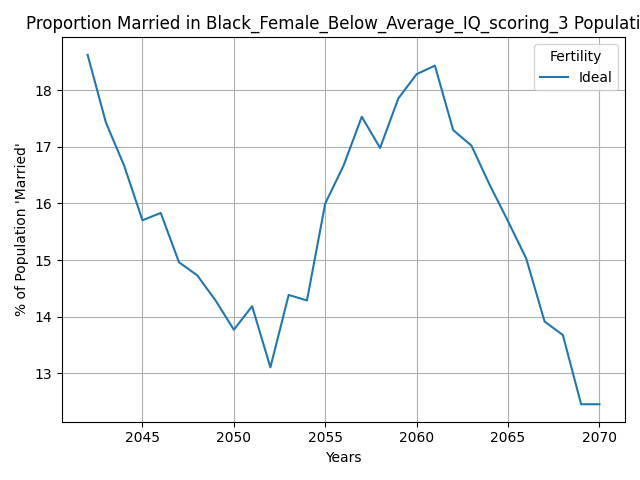 Proportion Married in Black_Female_Below_Average_IQ_scoring_3 Populati
Fertility
Ideal
% of Population 'Married'
18
17
16
15
14
13
2045 2050 2055 2060 2065 2070
Years